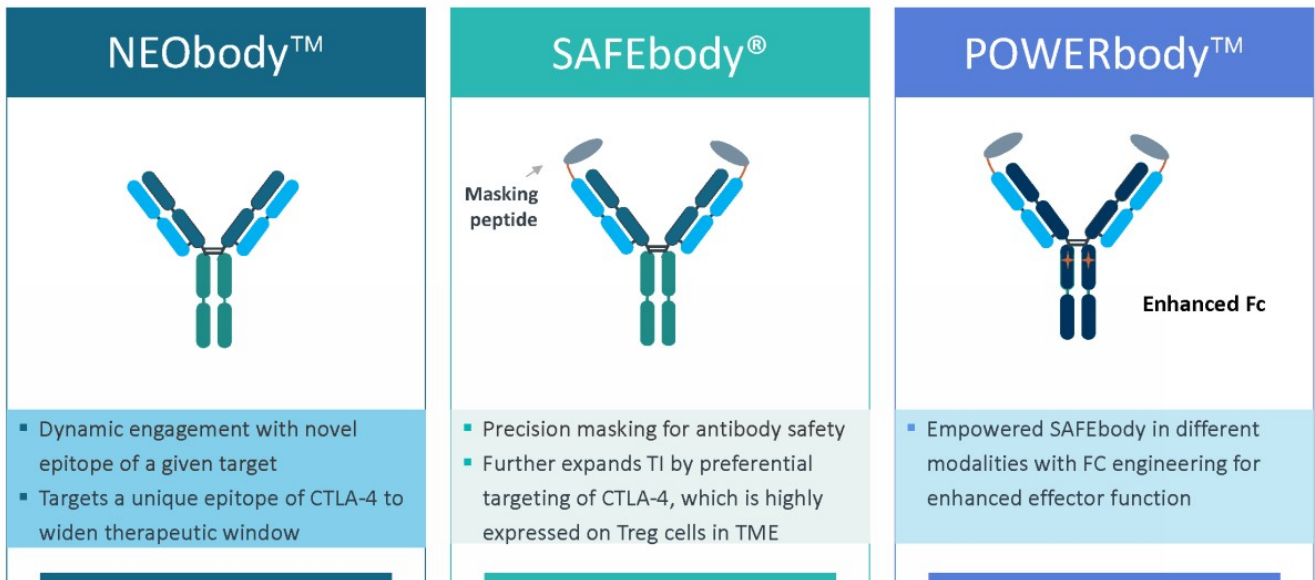 NEObody™
SAFEbody®
POWERbody™
Masking
peptide
Enhanced Fc
▪ Dynamic engagement with novel
epitope of a given target
▪ Targets a unique epitope of CTLA-4 to
widen therapeutic window
▪ Precision masking for antibody safety
▪ Further expands TI by preferential
targeting of CTLA-4, which is highly
expressed on Treg cells in TME
▪ Empowered SAFEbody in different
modalities with FC engineering for
enhanced effector function